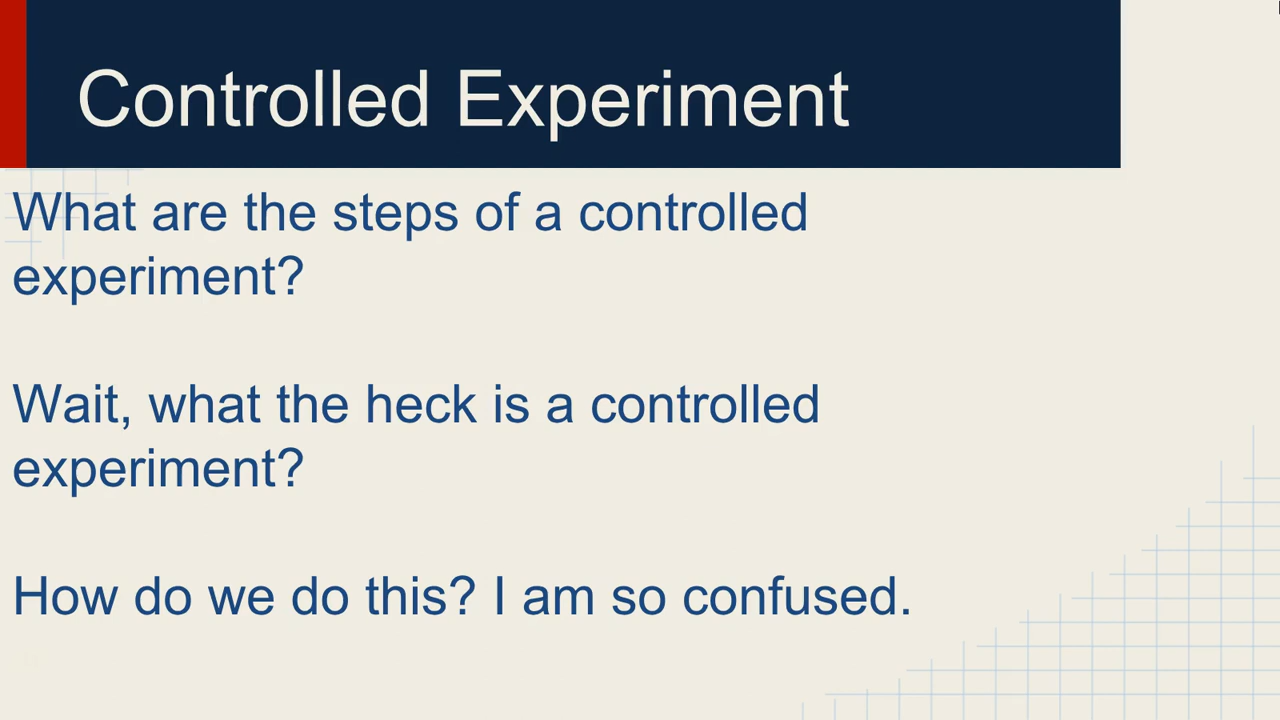 Controlled Experiment
What are the steps of a controlled
experiment?
Wait, what the heck is a controlled
experiment?
How do we do this? I am so confused.